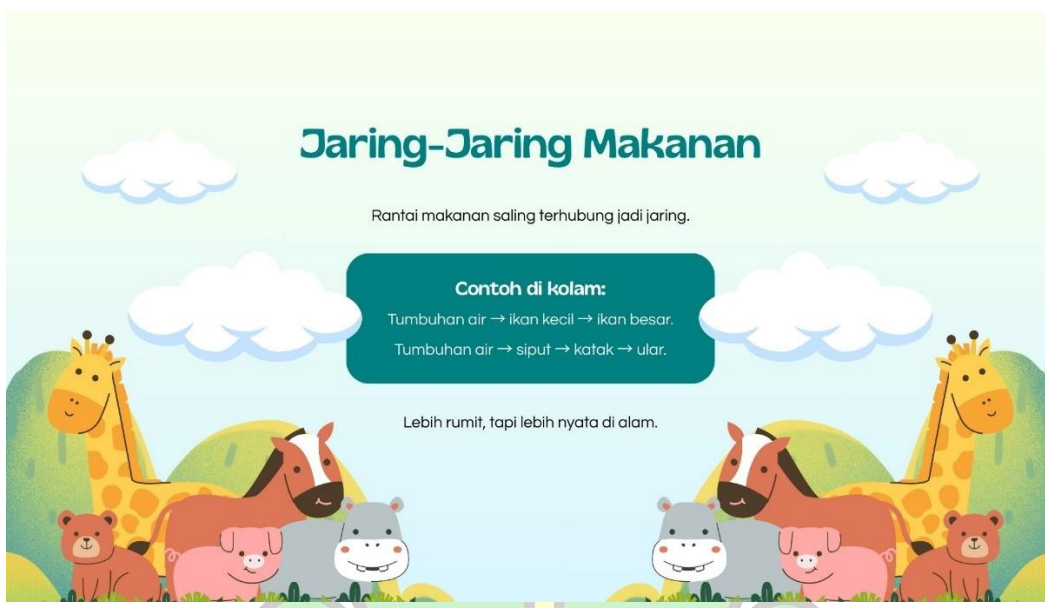 Jaring-Jaring Makanan
Rantai makanan saling terhubung jadi jaring.
Contoh di kolam:
Tumbuhan air → ikan kecil → ikan besar.
Tumbuhan air → siput → katak → ular.
Lebih rumit, tapi lebih nyata di alam.